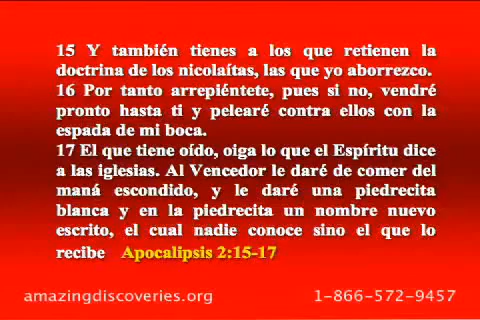 15 Y también tienes a los que retienen la
doctrina de los nicolaítas, las que yo aborrezco.
16 Por tanto arrepiéntete, pues si no, vendré
pronto hasta ti y pelearé contra ellos con la
espada de mi boca.
17 El que tiene oído, oiga lo que el Espíritu dice
a las iglesias. Al Vencedor le daré de comer del
maná escondido, y le daré una piedrecita
blanca y en la piedrecita un nombre nuevo
escrito, el cual nadie conoce sino el que lo
recibe Apocalipsis 2:15-17
amazingdiscoveries.org 1-866-572-9457